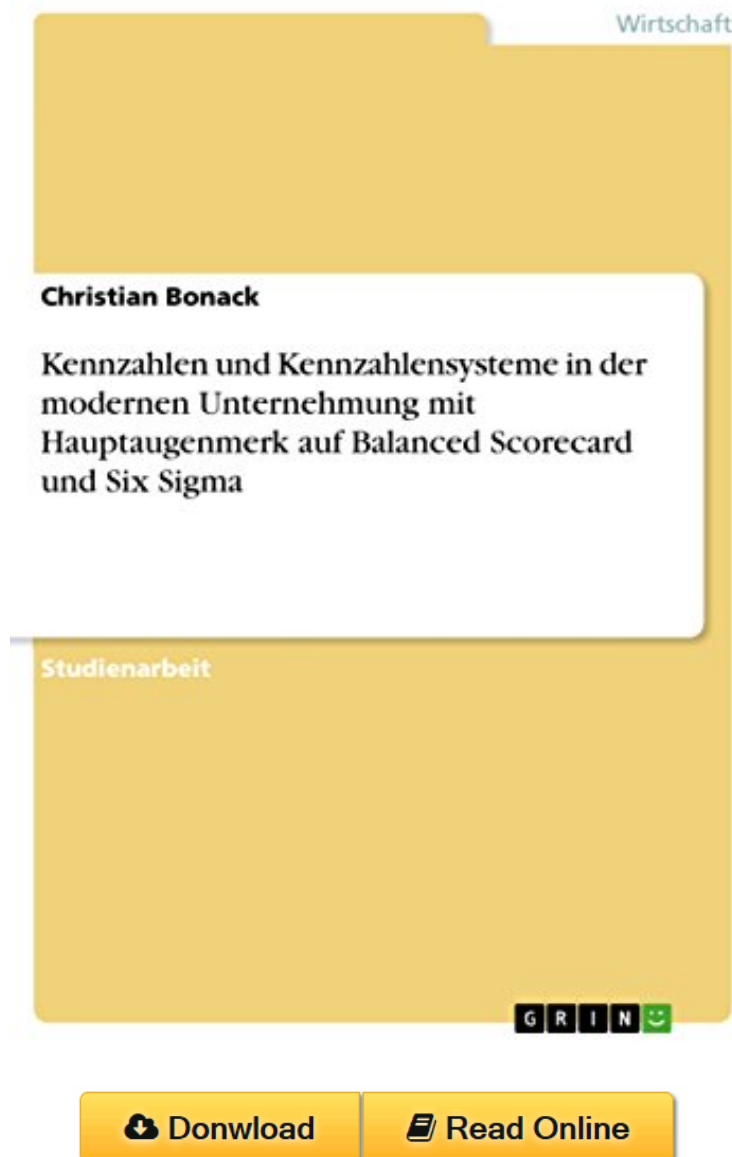 Wirtschaft
Christian Bonack
Kennzahlen und Kennzahlensysteme in der
modernen Unternehmung mit
Hauptaugenmerk auf Balanced Scorecard
und Six Sigma
Studienarbeit
GRIN
Donwload
Read Online